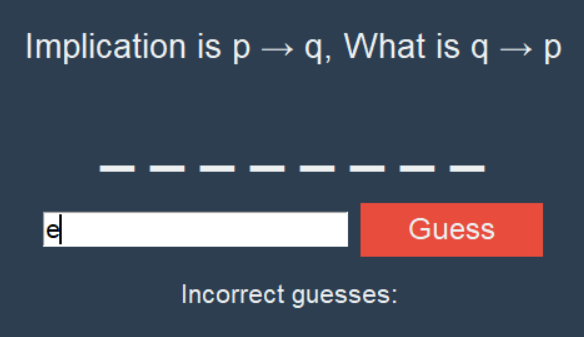 Implication is p → q, What is q → p
_ _ _ _ _ _ _ _
e
Guess
Incorrect guesses: